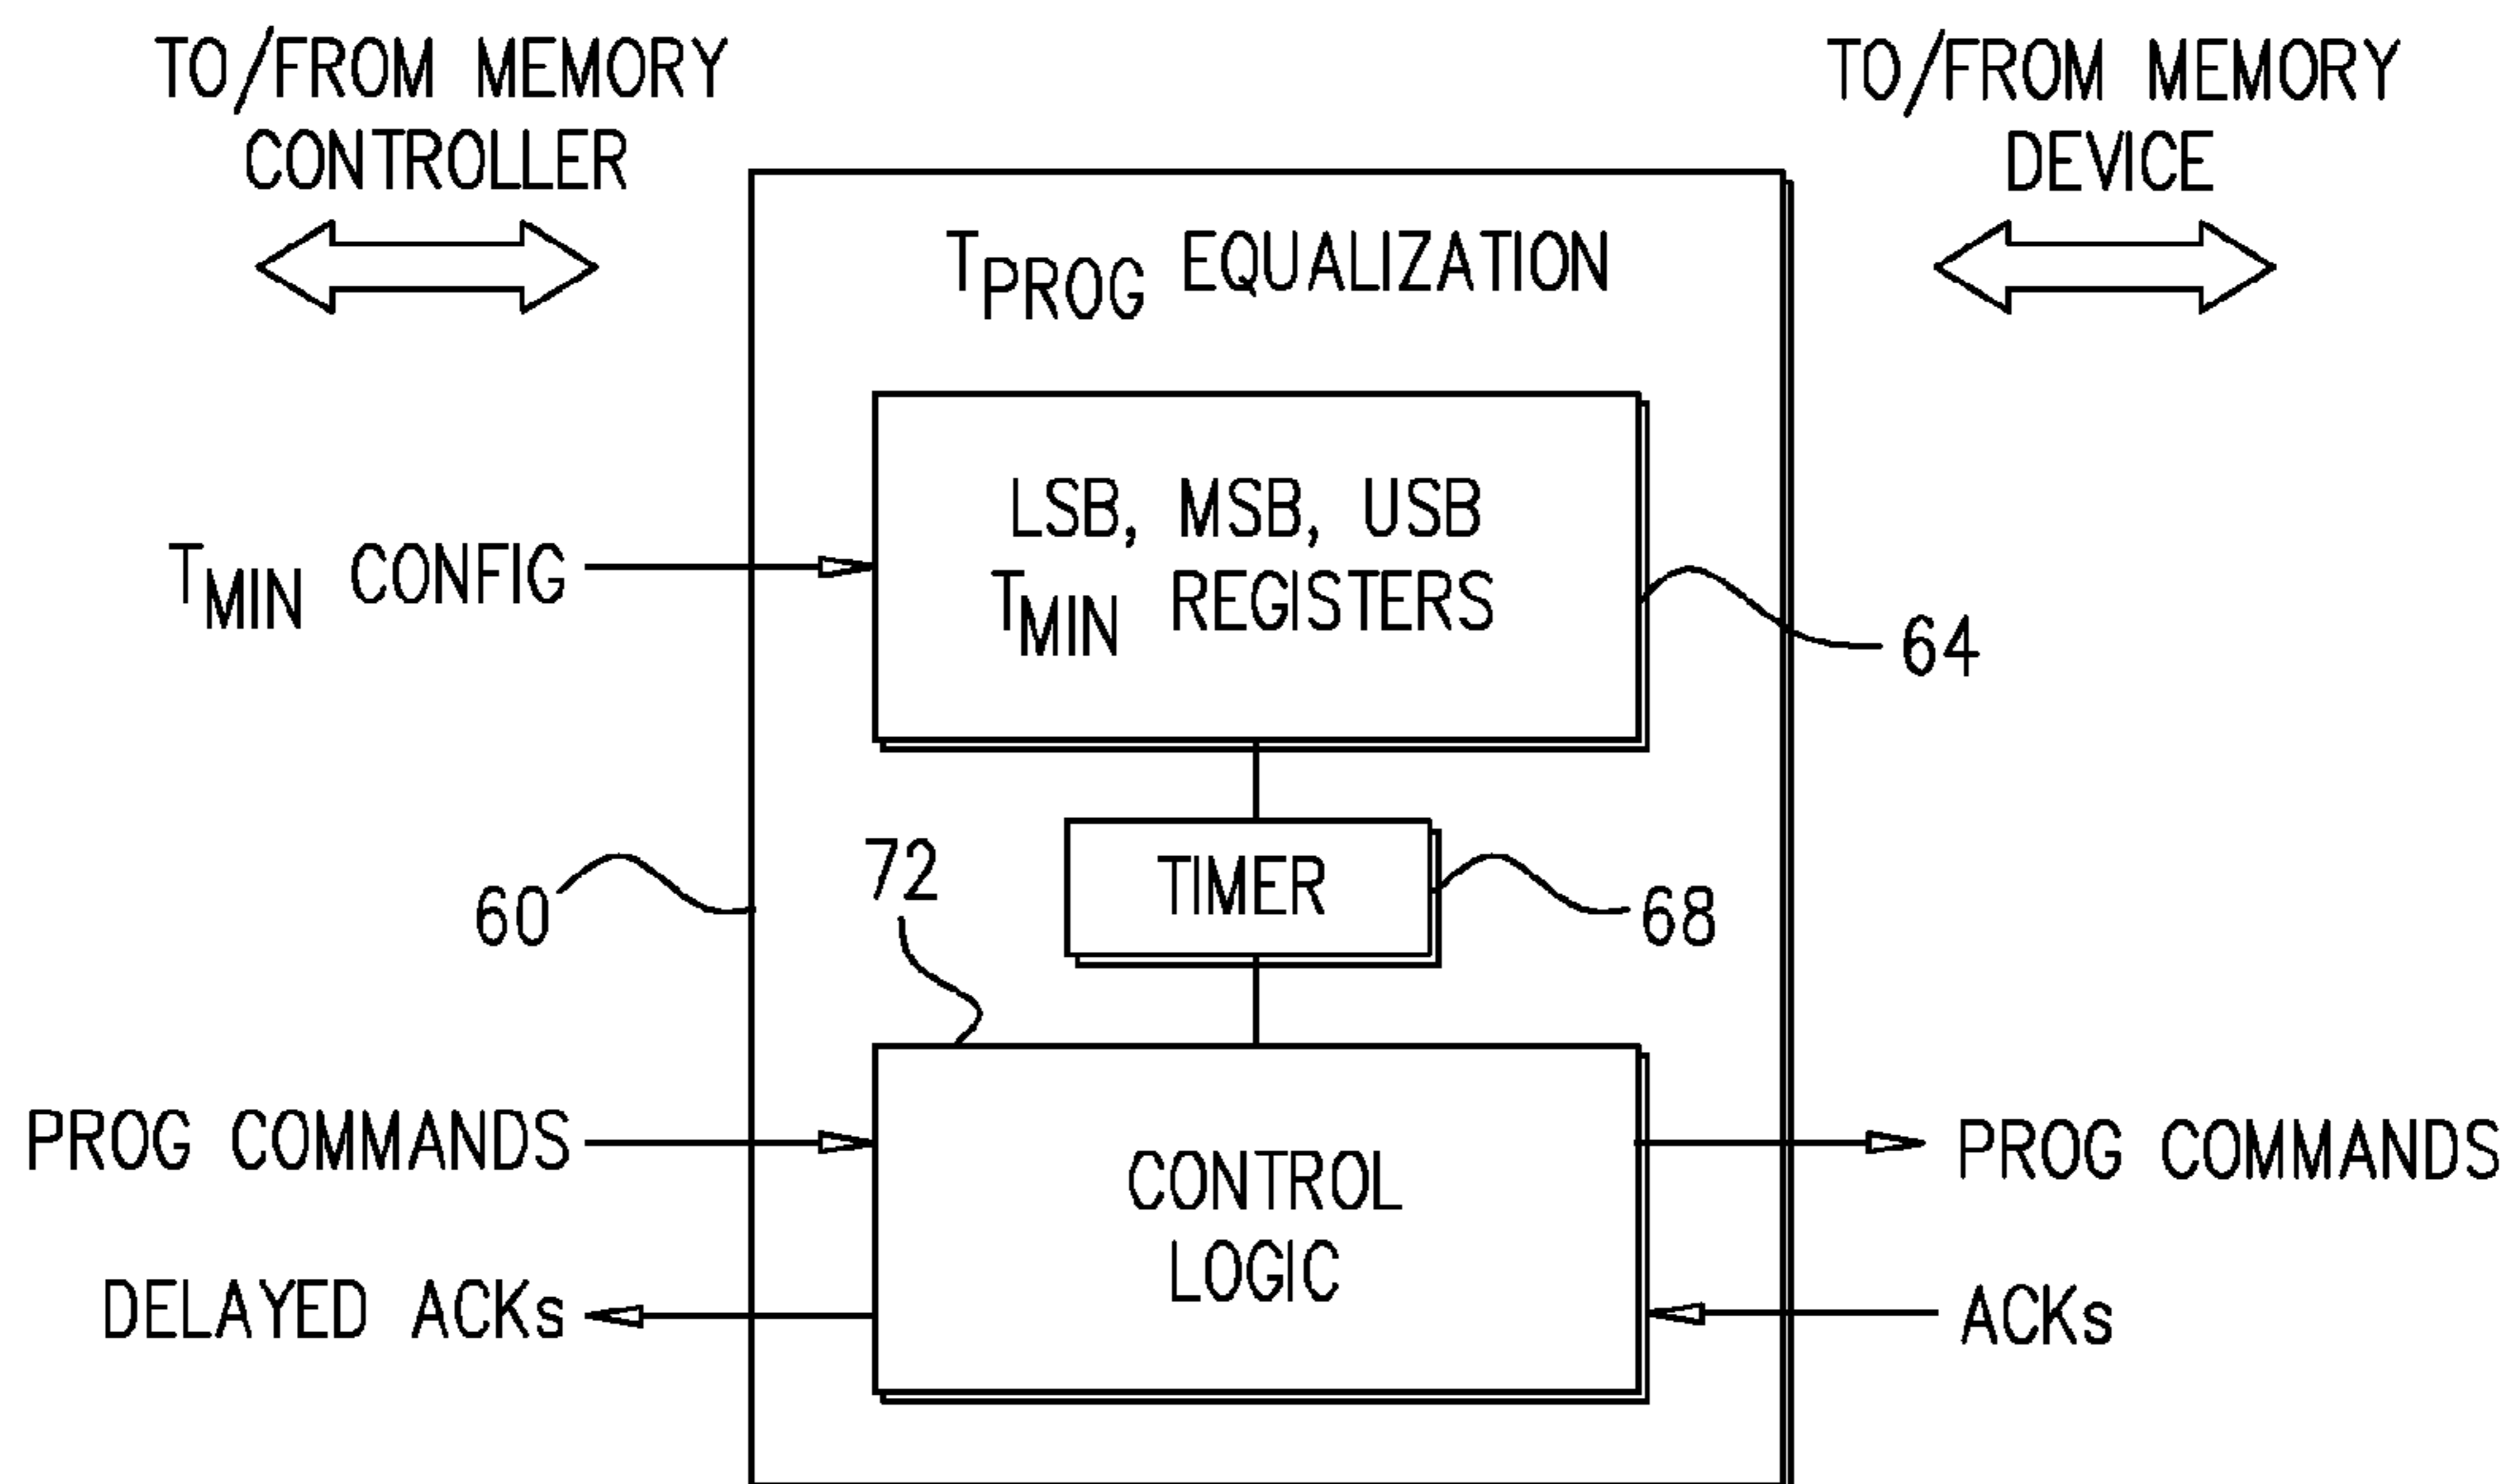 TO/FROM MEMORY
CONTROLLER
TO/FROM MEMORY
DEVICE
TPROG EQUALIZATION
TMIN CONFIG
LSB, MSB, USB
TMIN REGISTERS
64
72
TIMER
60
68
PROG COMMANDS
CONTROL
LOGIC
PROG COMMANDS
DELAYED ACKs
ACKs